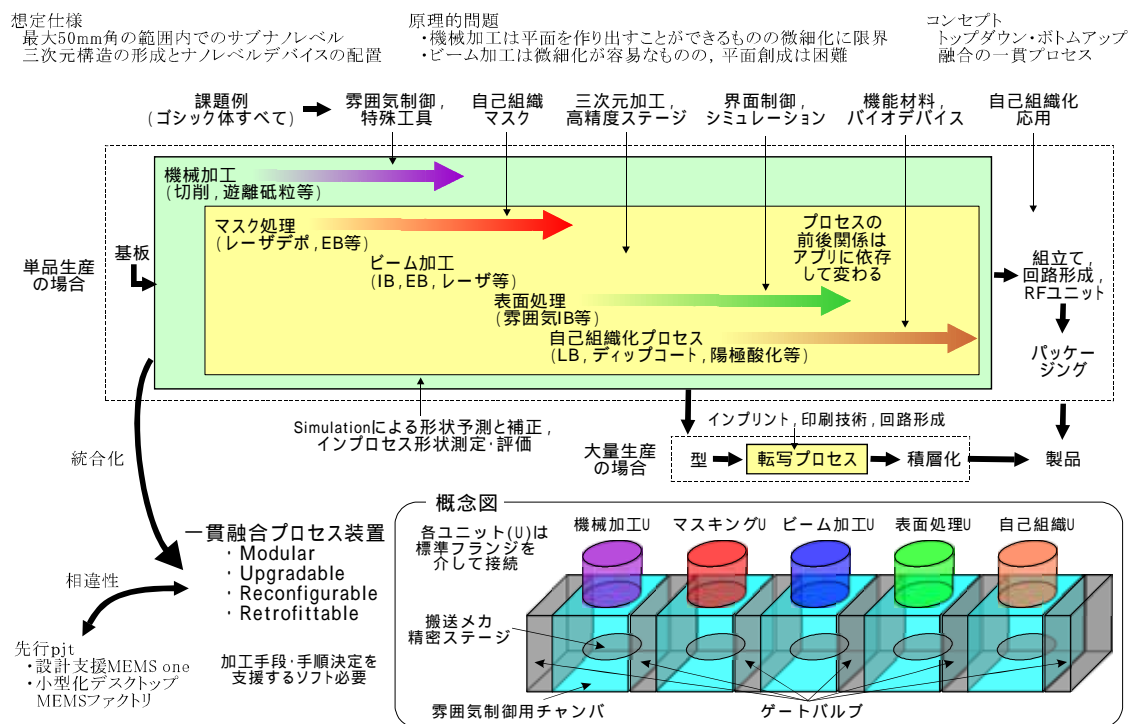 想定仕様
最大50mm角の範囲内でのサブナノレベル
三次元構造の形成とナノレベルデバイスの配置
原理的問題
・機械加工は平面を作り出すことができるものの微細化に限界
・ビーム加工は微細化が容易なものの，平面創成は困難
コンセプト
トップダウン・ボトムアップ
融合の一貫プロセス
課題例
(ゴシック体すべて)
雰囲気制御，
特殊工具
自己組織
マスク
三次元加工，
高精度ステージ
界面制御，
シミュレーション
機能材料，
バイオデバイス
自己組織化
応用
機械加工
(切削，遊離砥粒等)
マスク処理
(レーザデポ，EB等)
ビーム加工
(IB，EB，レーザ等)
表面処理
(雰囲気IB等)
自己組織化プロセス
(LB，ディップコート，陽極酸化等)
プロセスの
前後関係は
アプリに依存
して変わる
単品生産
の場合
基板
組立て，
回路形成，
RFユニット
パッケー
ジング
Simulationによる形状予測と補正，
インプロセス形状測定・評価
インプリント，印刷技術，回路形成
大量生産
の場合
型
転写プロセス
積層化
製品
統合化
一貫融合プロセス装置
・Modular
・Upgradable
・Reconfigurable
・Retrofittable
相違性
先行pjt
・設計支援MEMS one
・小型化デスクトップ
MEMSファクトリ
加工手段・手順決定を
支援するソフト必要
概念図
各ユニット(U)は
標準フランジを
介して接続
機械加工U
マスキングU
ビーム加工U
表面処理U
自己組織U
搬送メカ
精密ステージ
雰囲気制御用チャンバ
ゲートバルブ